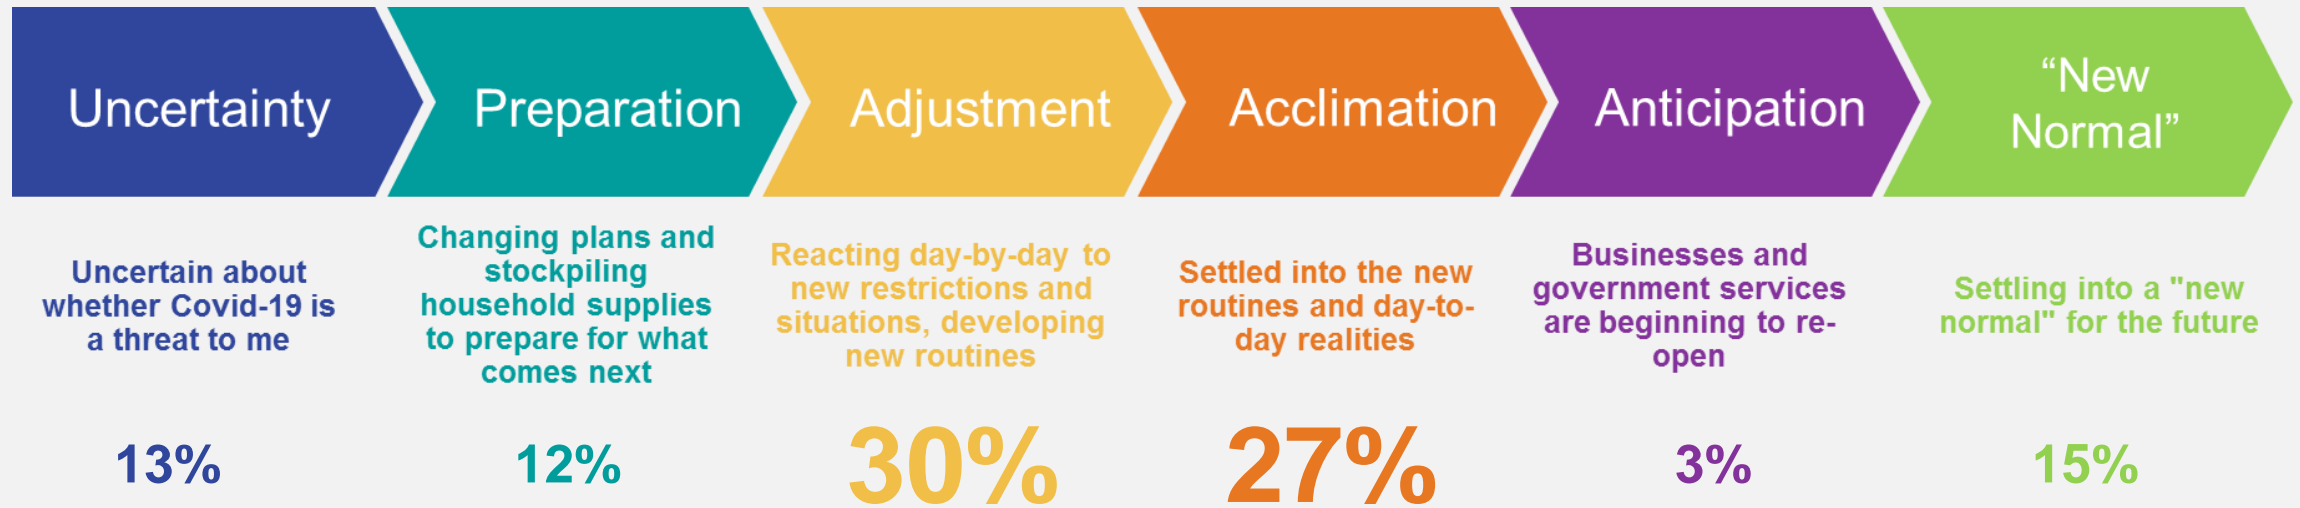 Uncertainty
Preparation
Adjustment
Acclimation
Anticipation
“New
Normal”
Uncertain about
whether Covid-19 is
a threat to me
Changing plans and
stockpiling
household supplies
to prepare for what
comes next
Reacting day-by-day to
new restrictions and
situations, developing
new routines
Settled into the new
routines and day-to-
day realities
Businesses and
government services
are beginning to re-
open
Settling into a "new
normal" for the future
13%
12%
30%
27%
3%
15%